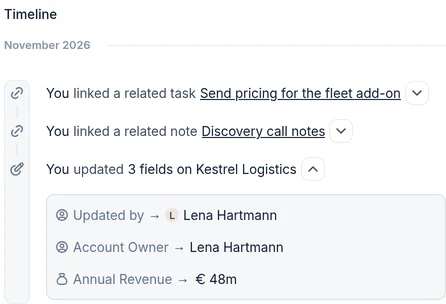 Timeline
November 2026
You linked a related task Send pricing for the fleet add-on
You linked a related note Discovery call notes
You updated 3 fields on Kestrel Logistics
Updated by → L Lena Hartmann
Account Owner → Lena Hartmann
Annual Revenue → € 48m